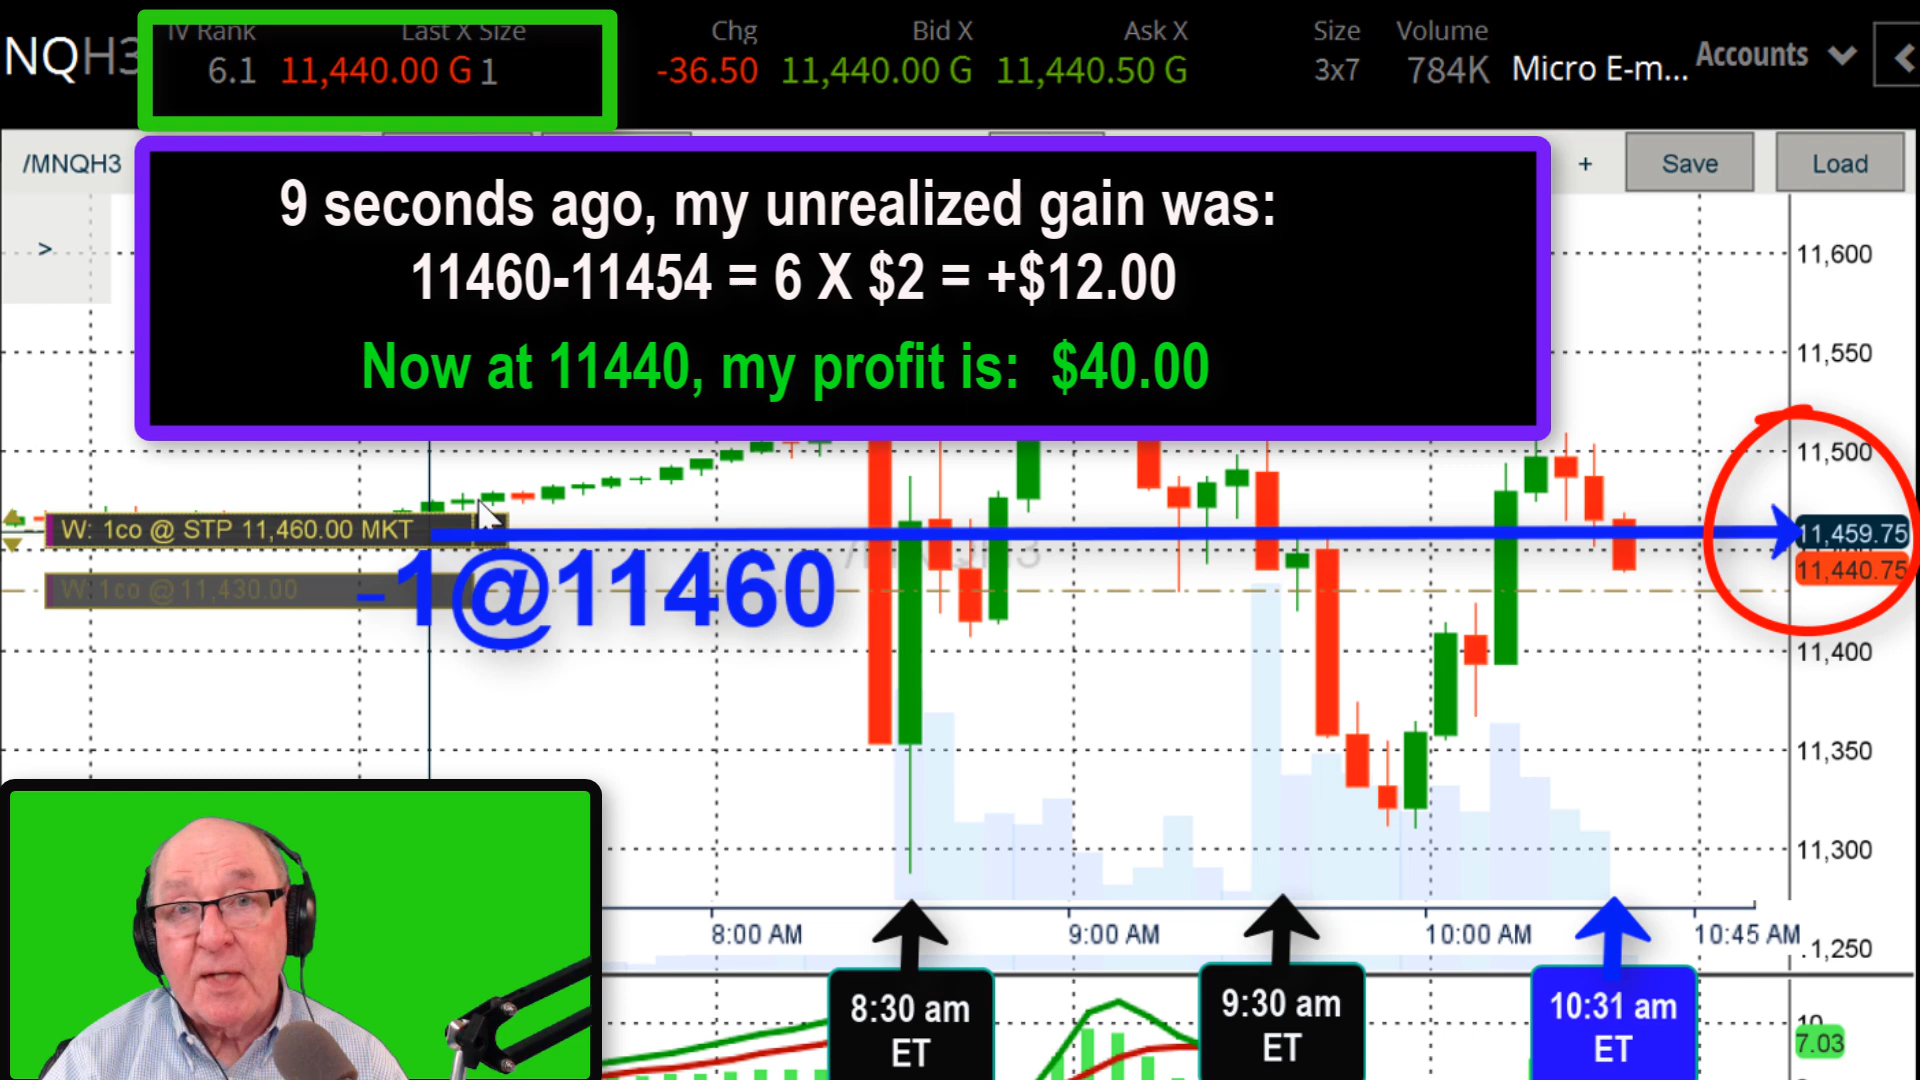 NQH3
IV Rank Last X Size Chg Bid X Ask X Size Volume
6.1 11,440.00 G 1 -36.50 11,440.00 G 11,440.50 G 3x7 784K Micro E-m... Accounts
/MNQH3 + Save Load
>
9 seconds ago, my unrealized gain was:
11460-11454 = 6 X $2 = +$12.00
Now at 11440, my profit is: $40.00
11,600
11,550
11,500
W: 1co @ STP 11,460.00 MKT
11,459.75
11,440.75
W: 1co @ 11,430.00
-1@11460
11,400
11,350
11,300
8:00 AM 9:00 AM 10:00 AM 10:45 AM
1,250
8:30 am
ET
9:30 am
ET
10:31 am
ET
10
7.03